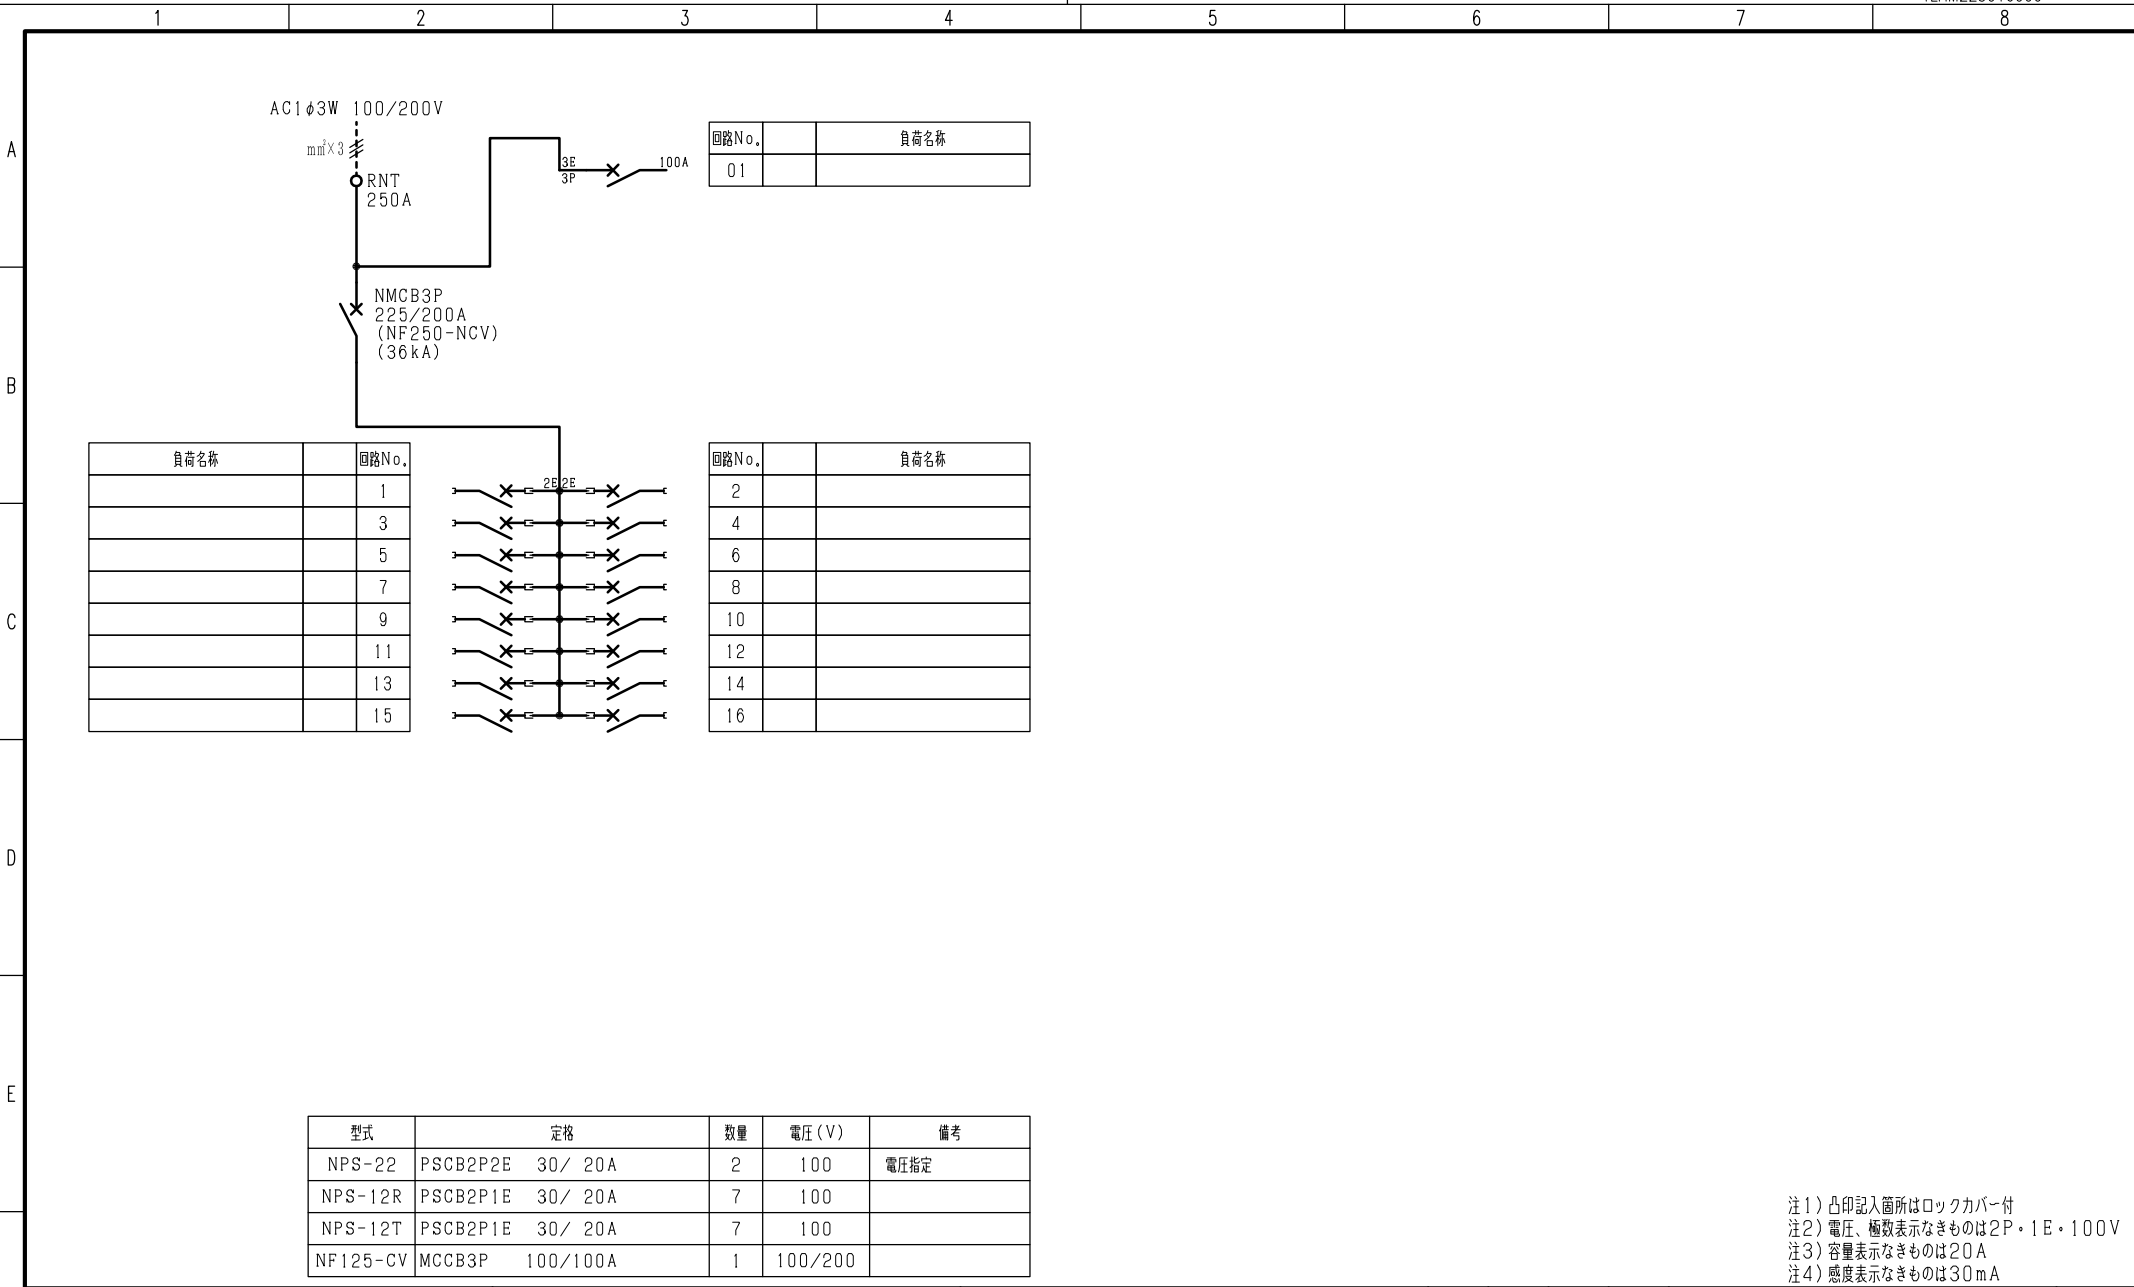 1 2 3 4 5 6 7 8
A
B
C
D
E
AC1φ3W 100/200V
mm²×3
RNT
250A
3E
3P
100A
回路No. 負荷名称
01
NMCB3P
225/200A
(NF250-NCV)
(36kA)
負荷名称 回路No.
1
3
5
7
9
11
13
15
2E 2E
回路No. 負荷名称
2
4
6
8
10
12
14
16
型式 定格 数量 電圧(V) 備考
NPS-22 PSCB2P2E 30/ 20A 2 100 電圧指定
NPS-12R PSCB2P1E 30/ 20A 7 100
NPS-12T PSCB2P1E 30/ 20A 7 100
NF125-CV MCCB3P 100/100A 1 100/200
注1)凸印記入箇所はロックカバー付
注2)電圧、極数表示なきものは2P・1E・100V
注3)容量表示なきものは20A
注4)感度表示なきものは30mA